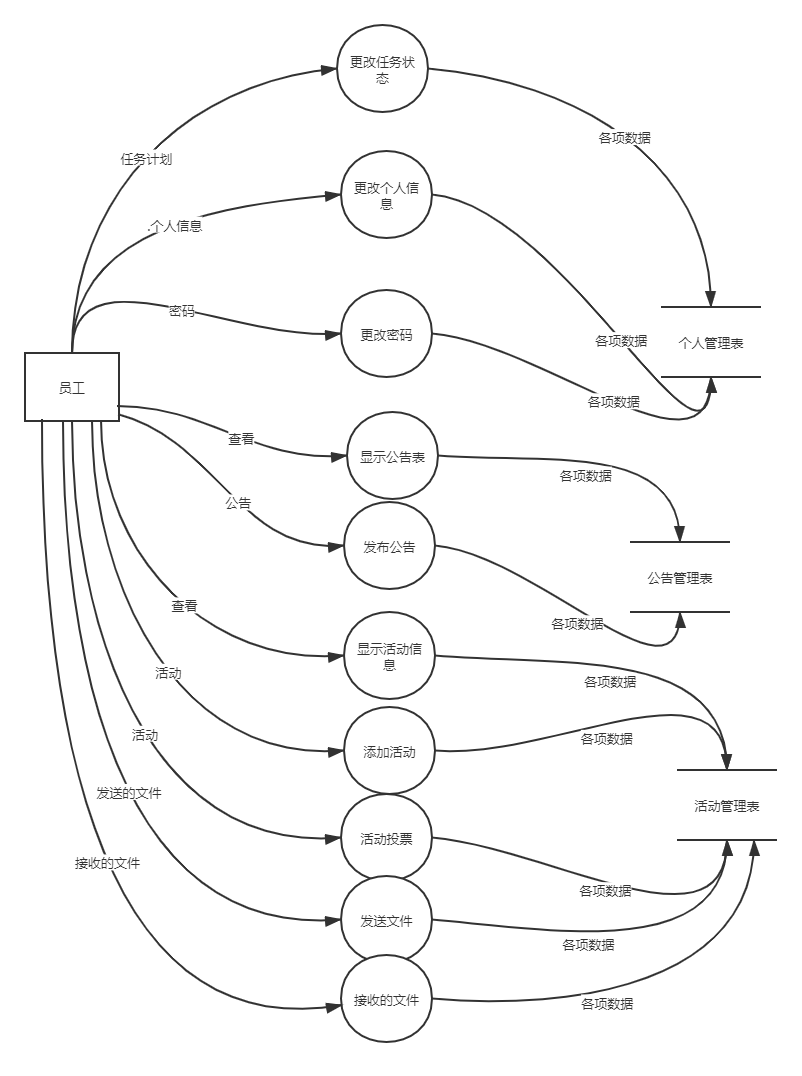 更改任务状
态
各项数据
任务计划
更改个人信
息
.个人信息
密码
更改密码
各项数据
个人管理表
员工
各项数据
查看
显示公告表
各项数据
公告
发布公告
公告管理表
查看
各项数据
显示活动信
息
活动
各项数据
活动
添加活动
发送的文件
活动管理表
活动投票
接收的文件
各项数据
发送文件
各项数据
接收的文件
各项数据